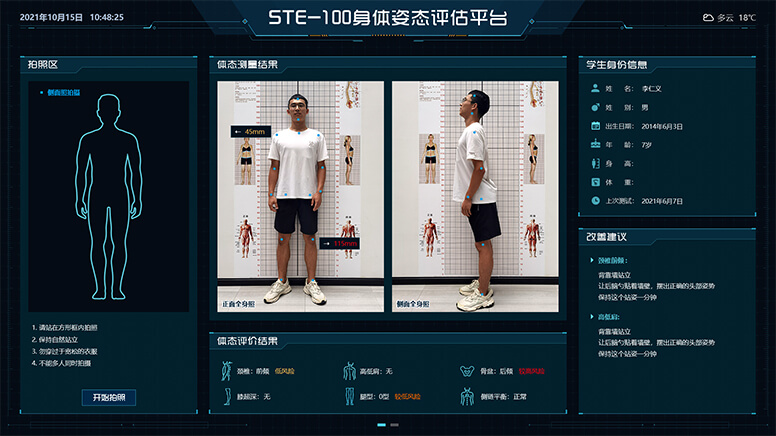 2021年10月15日 10:48:25
STE-100身体姿态评估平台
多云 18℃
拍照区
侧面照拍摄
1. 请站在方形框内拍照
2. 保持自然站立
3. 勿穿过于宽松的衣服
4. 不能多人同时拍摄
开始拍照
体态测量结果
45mm
115mm
正面全身照
侧面全身照
体态评价结果
颈椎：前倾 低风险
高低肩：无
骨盆：后倾 较高风险
膝超深：无
腿型：O型 较低风险
侧链平衡：正常
学生身份信息
姓 名：李仁义
性 别：男
出生日期：2014年6月3日
年 龄：7岁
身 高：
体 重：
上次测试：2021年6月7日
改善建议
颈椎前倾：
背靠墙站立
让后脑勺贴着墙壁，摆出正确的头部姿势
保持这个站姿一分钟
高低肩：
背靠墙站立
让后脑勺贴着墙壁，摆出正确的头部姿势
保持这个站姿一分钟